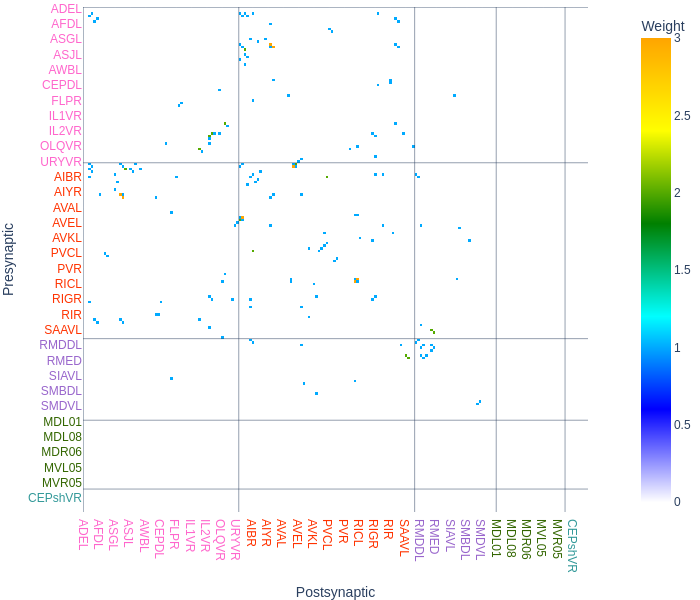 Weight
ADEL
AFDL
ASGL
ASJL
AWBL
CEPDL
FLPR
IL1VR
IL2VR
OLQVR
URYVR
AIBR
AIYR
AVAL
AVEL
AVKL
PVCL
PVR
RICL
RIGR
RIR
SAAVL
RMDDL
RMED
SIAVL
SMBDL
SMDVL
MDL01
MDL08
MDR06
MVL05
MVR05
CEPshVR
Presynaptic
3
2.5
2
1.5
1
0.5
0
ADEL
AFDL
ASGL
ASJL
AWBL
CEPDL
FLPR
IL1VR
IL2VR
OLQVR
URYVR
AIBR
AIYR
AVAL
AVEL
AVKL
PVCL
PVR
RICL
RIGR
RIR
SAAVL
RMDDL
RMED
SIAVL
SMBDL
SMDVL
MDL01
MDL08
MDR06
MVL05
MVR05
CEPshVR
Postsynaptic